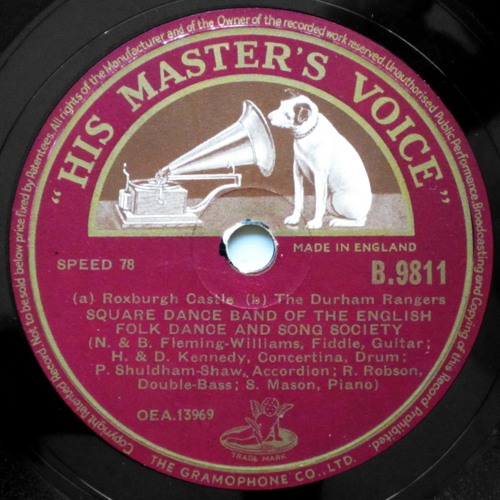 All rights of the Manufacturer and of the Owner of the recorded work reserved. Unauthorised Public Performance, Broadcasting and Copying of this Record Prohibited.
Copyright Patented Record. Not to be sold below price fixed by Patentees.
"HIS MASTER'S VOICE"
MADE IN ENGLAND
SPEED 78
B.9811
(a) Roxburgh Castle (b) The Durham Rangers
SQUARE DANCE BAND OF THE ENGLISH
FOLK DANCE AND SONG SOCIETY
(N. & B. Fleming-Williams, Fiddle, Guitar;
H. & D. Kennedy, Concertina, Drum;
P. Shuldham-Shaw, Accordion; R. Robson,
Double-Bass; S. Mason, Piano)
OEA.13969
TRADE MARK
THE GRAMOPHONE CO., LTD.